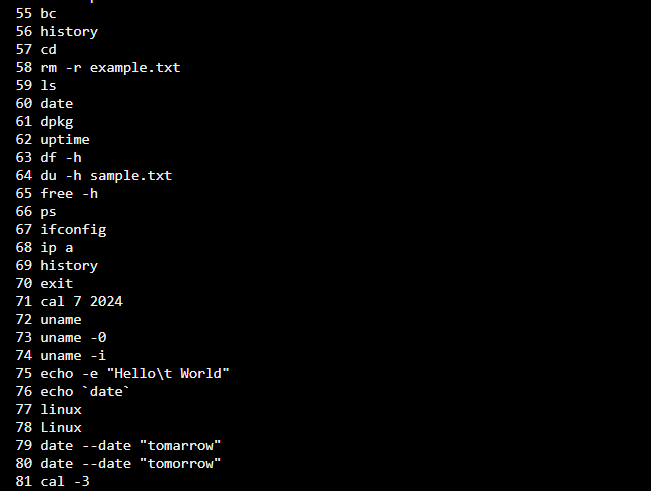 55 bc
56 history
57 cd
58 rm -r example.txt
59 ls
60 date
61 dpkg
62 uptime
63 df -h
64 du -h sample.txt
65 free -h
66 ps
67 ifconfig
68 ip a
69 history
70 exit
71 cal 7 2024
72 uname
73 uname -0
74 uname -i
75 echo -e "Hello\t World"
76 echo `date`
77 linux
78 Linux
79 date --date "tomarrow"
80 date --date "tomorrow"
81 cal -3